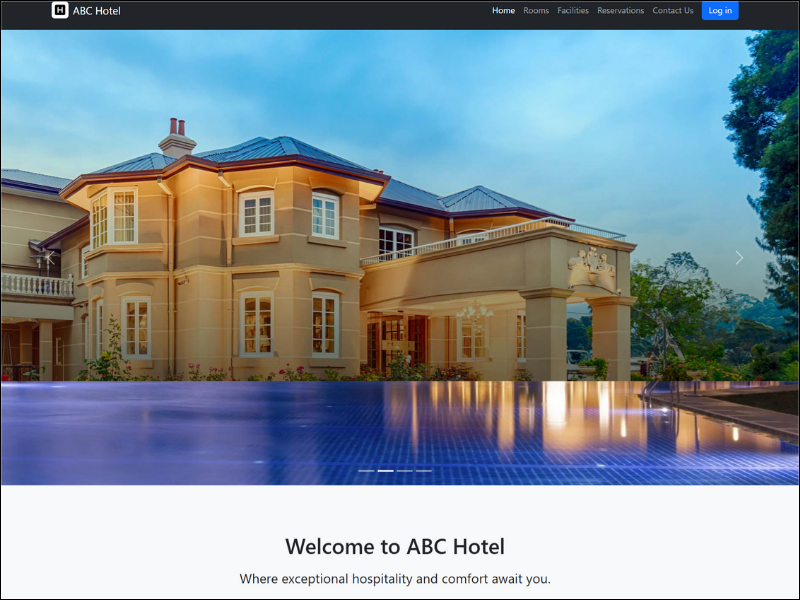 H ABC Hotel
Home Rooms Facilities Reservations Contact Us Log in
Welcome to ABC Hotel
Where exceptional hospitality and comfort await you.